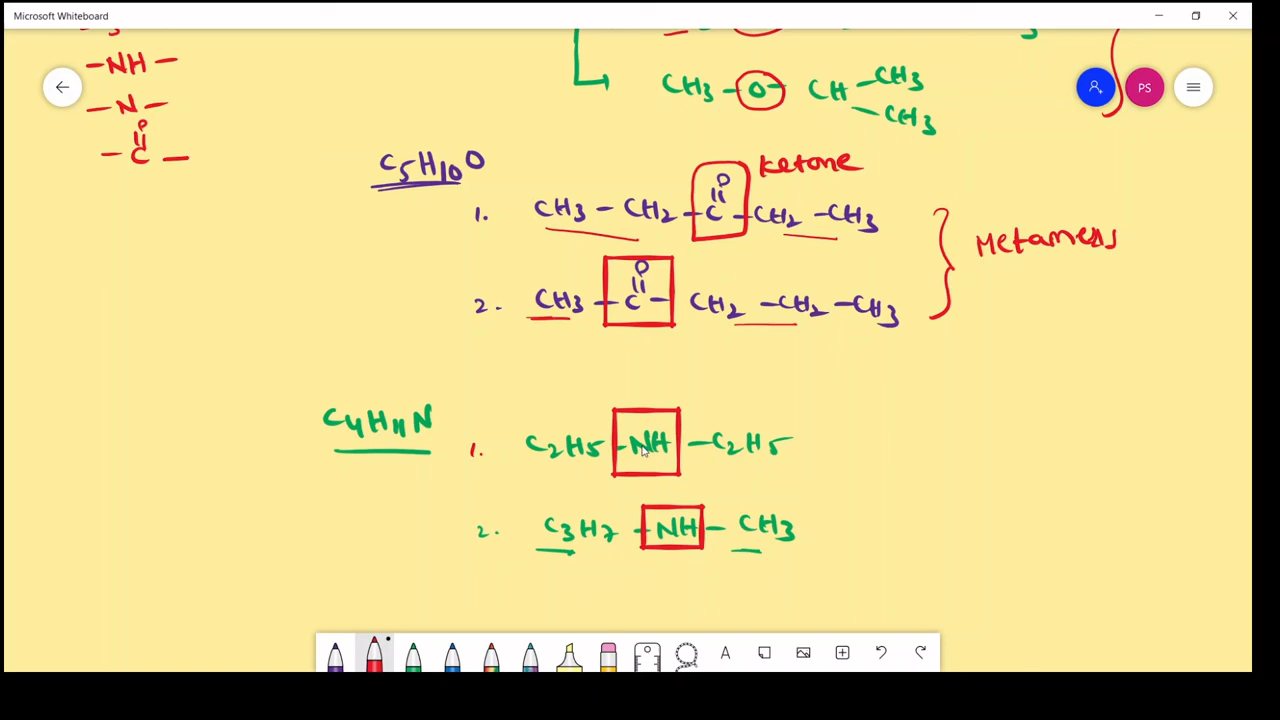 Microsoft Whiteboard
– NH –
– N –
O
||
– C –
CH3 – O – CH – CH3
– CH3
PS
C5H10O
Ketone
O
||
1. CH3 – CH2 – C – CH2 – CH3
Metamers
O
||
2. CH3 – C – CH2 – CH2 – CH3
C4H11N
1. C2H5 – NH – C2H5
2. C3H7 – NH – CH3
A